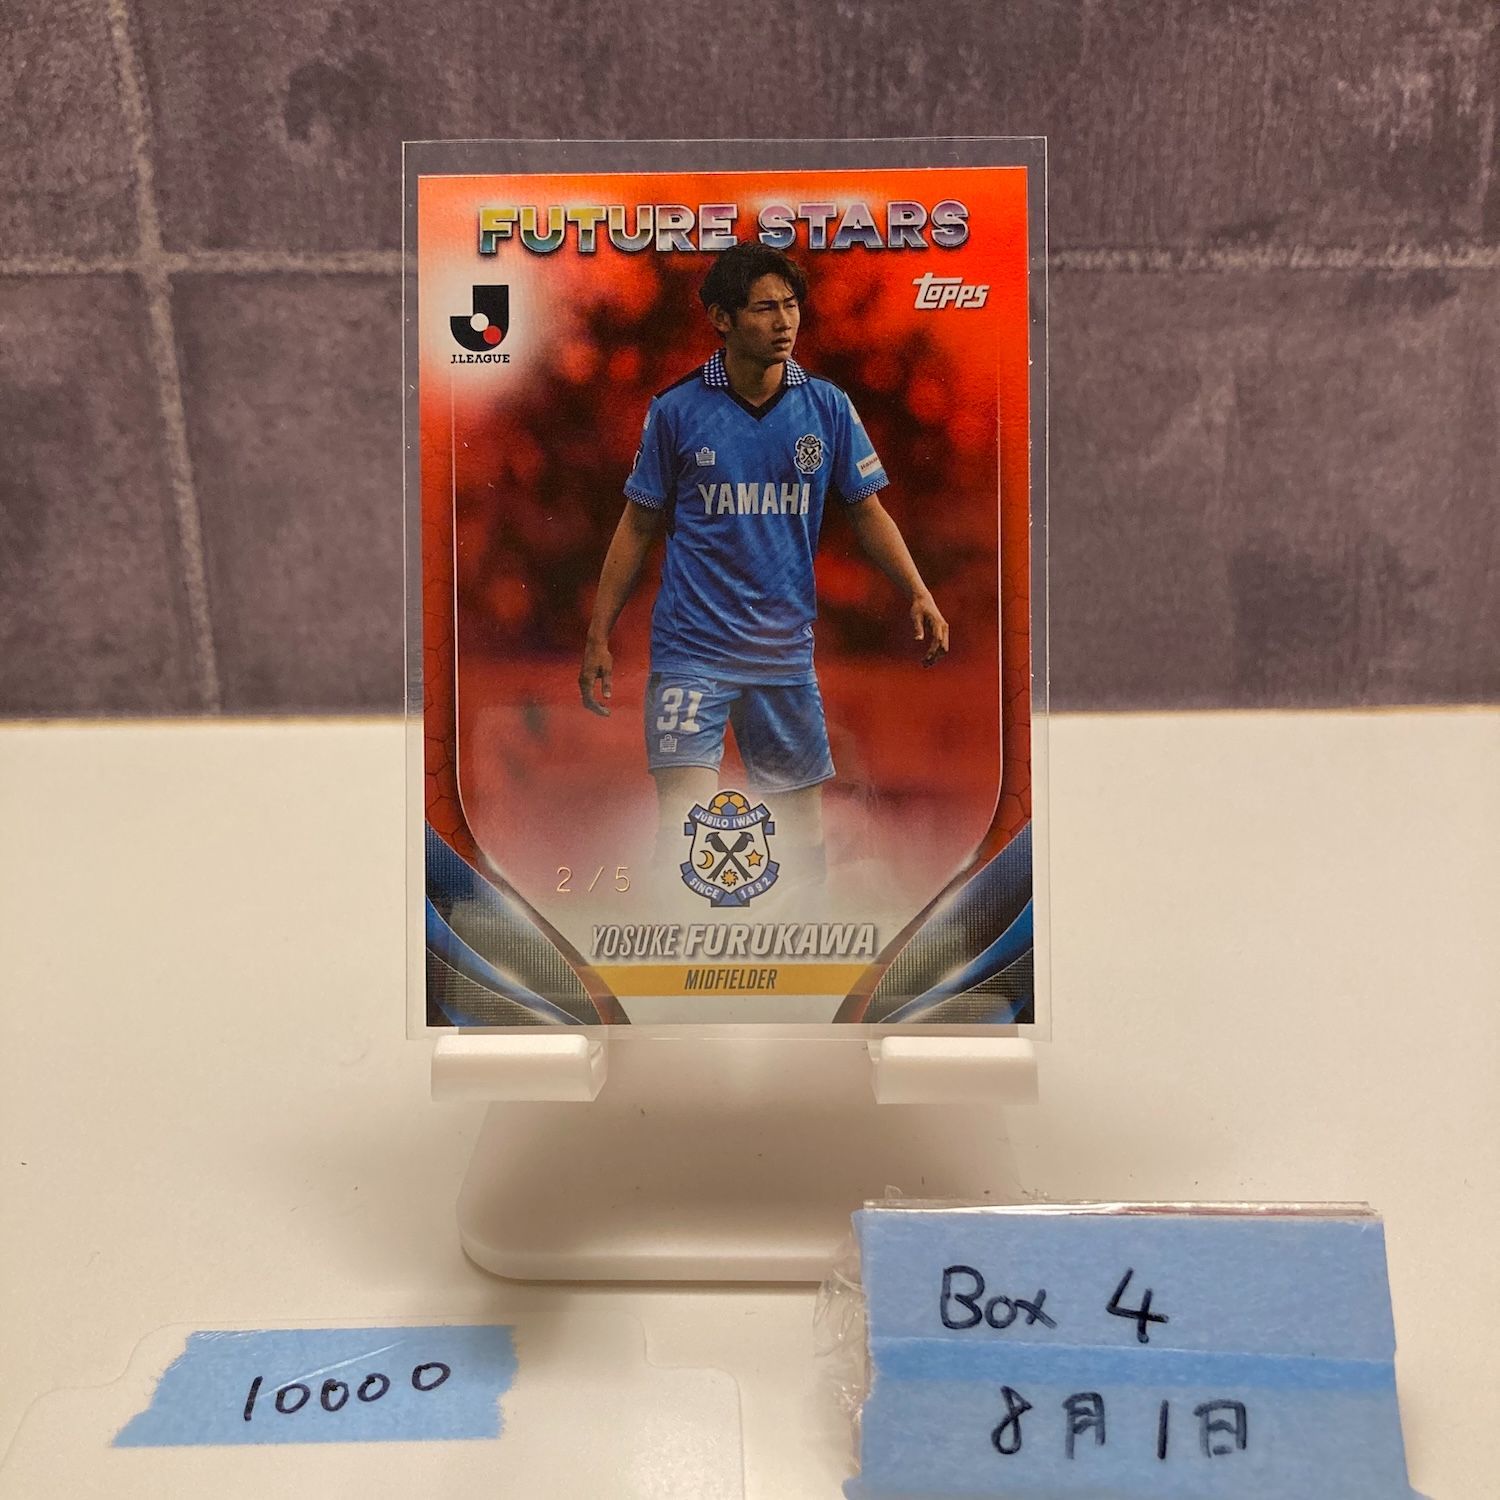 FUTURE STARS
topps
J.LEAGUE
YAMAHA
31
JUBILO IWATA
SINCE 1992
2/5
YOSUKE FURUKAWA
MIDFIELDER
Box 4
10000
8月1日